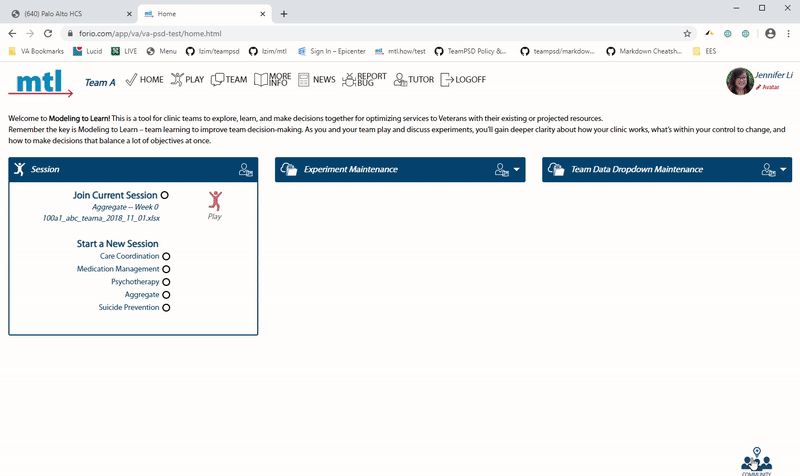 (640) Palo Alto HCS
Home
forio.com/app/va/va-psd-test/home.html
VA Bookmarks
Lucid
LIVE
Menu
lzim/teampsd
lzim/mtl
Sign In – Epicenter
mtl.how/test
TeamPSD Policy &...
teampsd/markdow...
Markdown Cheatsh...
EES
mtl
Team A
HOME
PLAY
TEAM
MORE INFO
NEWS
REPORT BUG
TUTOR
LOGOFF
Jennifer Li
Avatar
Welcome to Modeling to Learn! This is a tool for clinic teams to explore, learn, and make decisions together for optimizing services to Veterans with their existing or projected resources.
Remember the key is Modeling to Learn – team learning to improve team decision-making. As you and your team play and discuss experiments, you'll gain deeper clarity about how your clinic works, what's within your control to change, and
how to make decisions that balance a lot of objectives at once.
Session
Join Current Session
Aggregate -- Week 0
100a1_abc_teama_2018_11_01.xlsx
Play
Start a New Session
Care Coordination
Medication Management
Psychotherapy
Aggregate
Suicide Prevention
Experiment Maintenance
Team Data Dropdown Maintenance
COMMUNITY